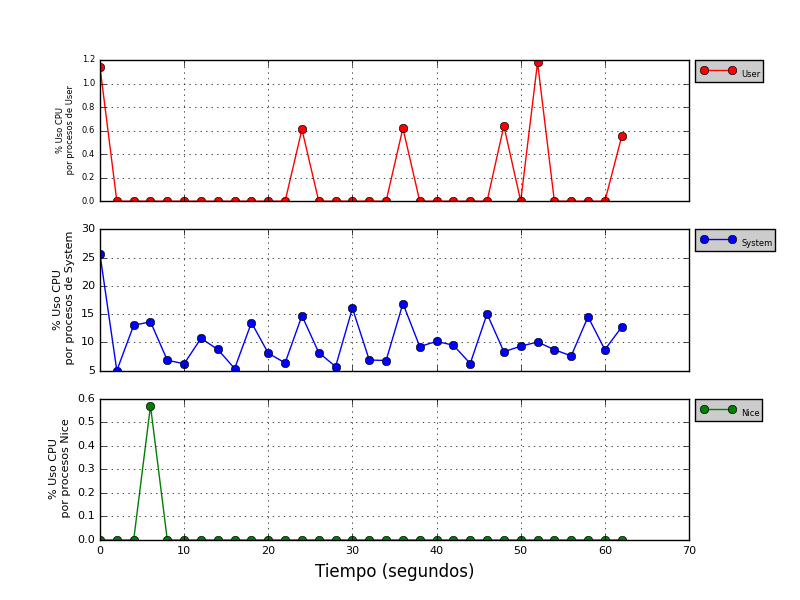 % Uso CPU
por procesos de User
1.2
1.0
0.8
0.6
0.4
0.2
0.0
User
% Uso CPU
por procesos de System
30
25
20
15
10
5
System
% Uso CPU
por procesos Nice
0.6
0.5
0.4
0.3
0.2
0.1
0.0
Nice
0 10 20 30 40 50 60 70
Tiempo (segundos)